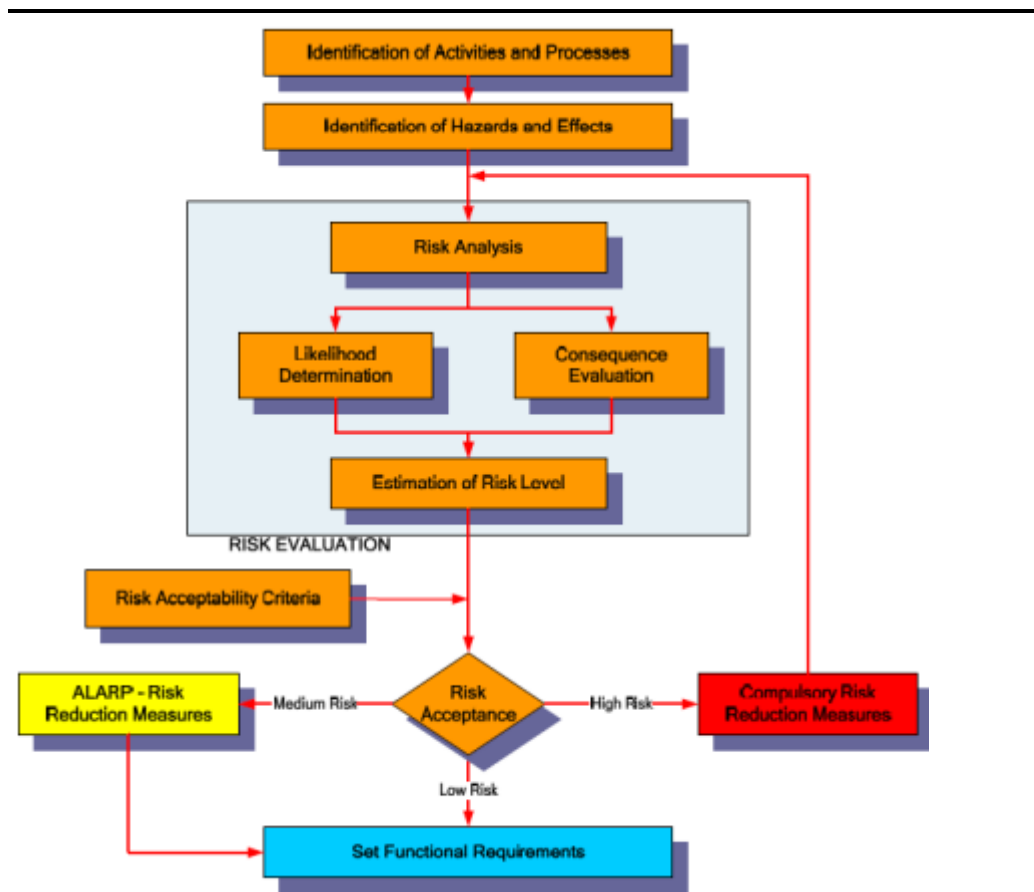 Identification of Activities and Processes
Identification of Hazards and Effects
Risk Analysis
Likelihood
Determination
Consequence
Evaluation
Estimation of Risk Level
RISK EVALUATION
Risk Acceptability Criteria
ALARP - Risk
Reduction Measures
Medium Risk
Risk
Acceptance
High Risk
Compulsory Risk
Reduction Measures
Low Risk
Set Functional Requirements